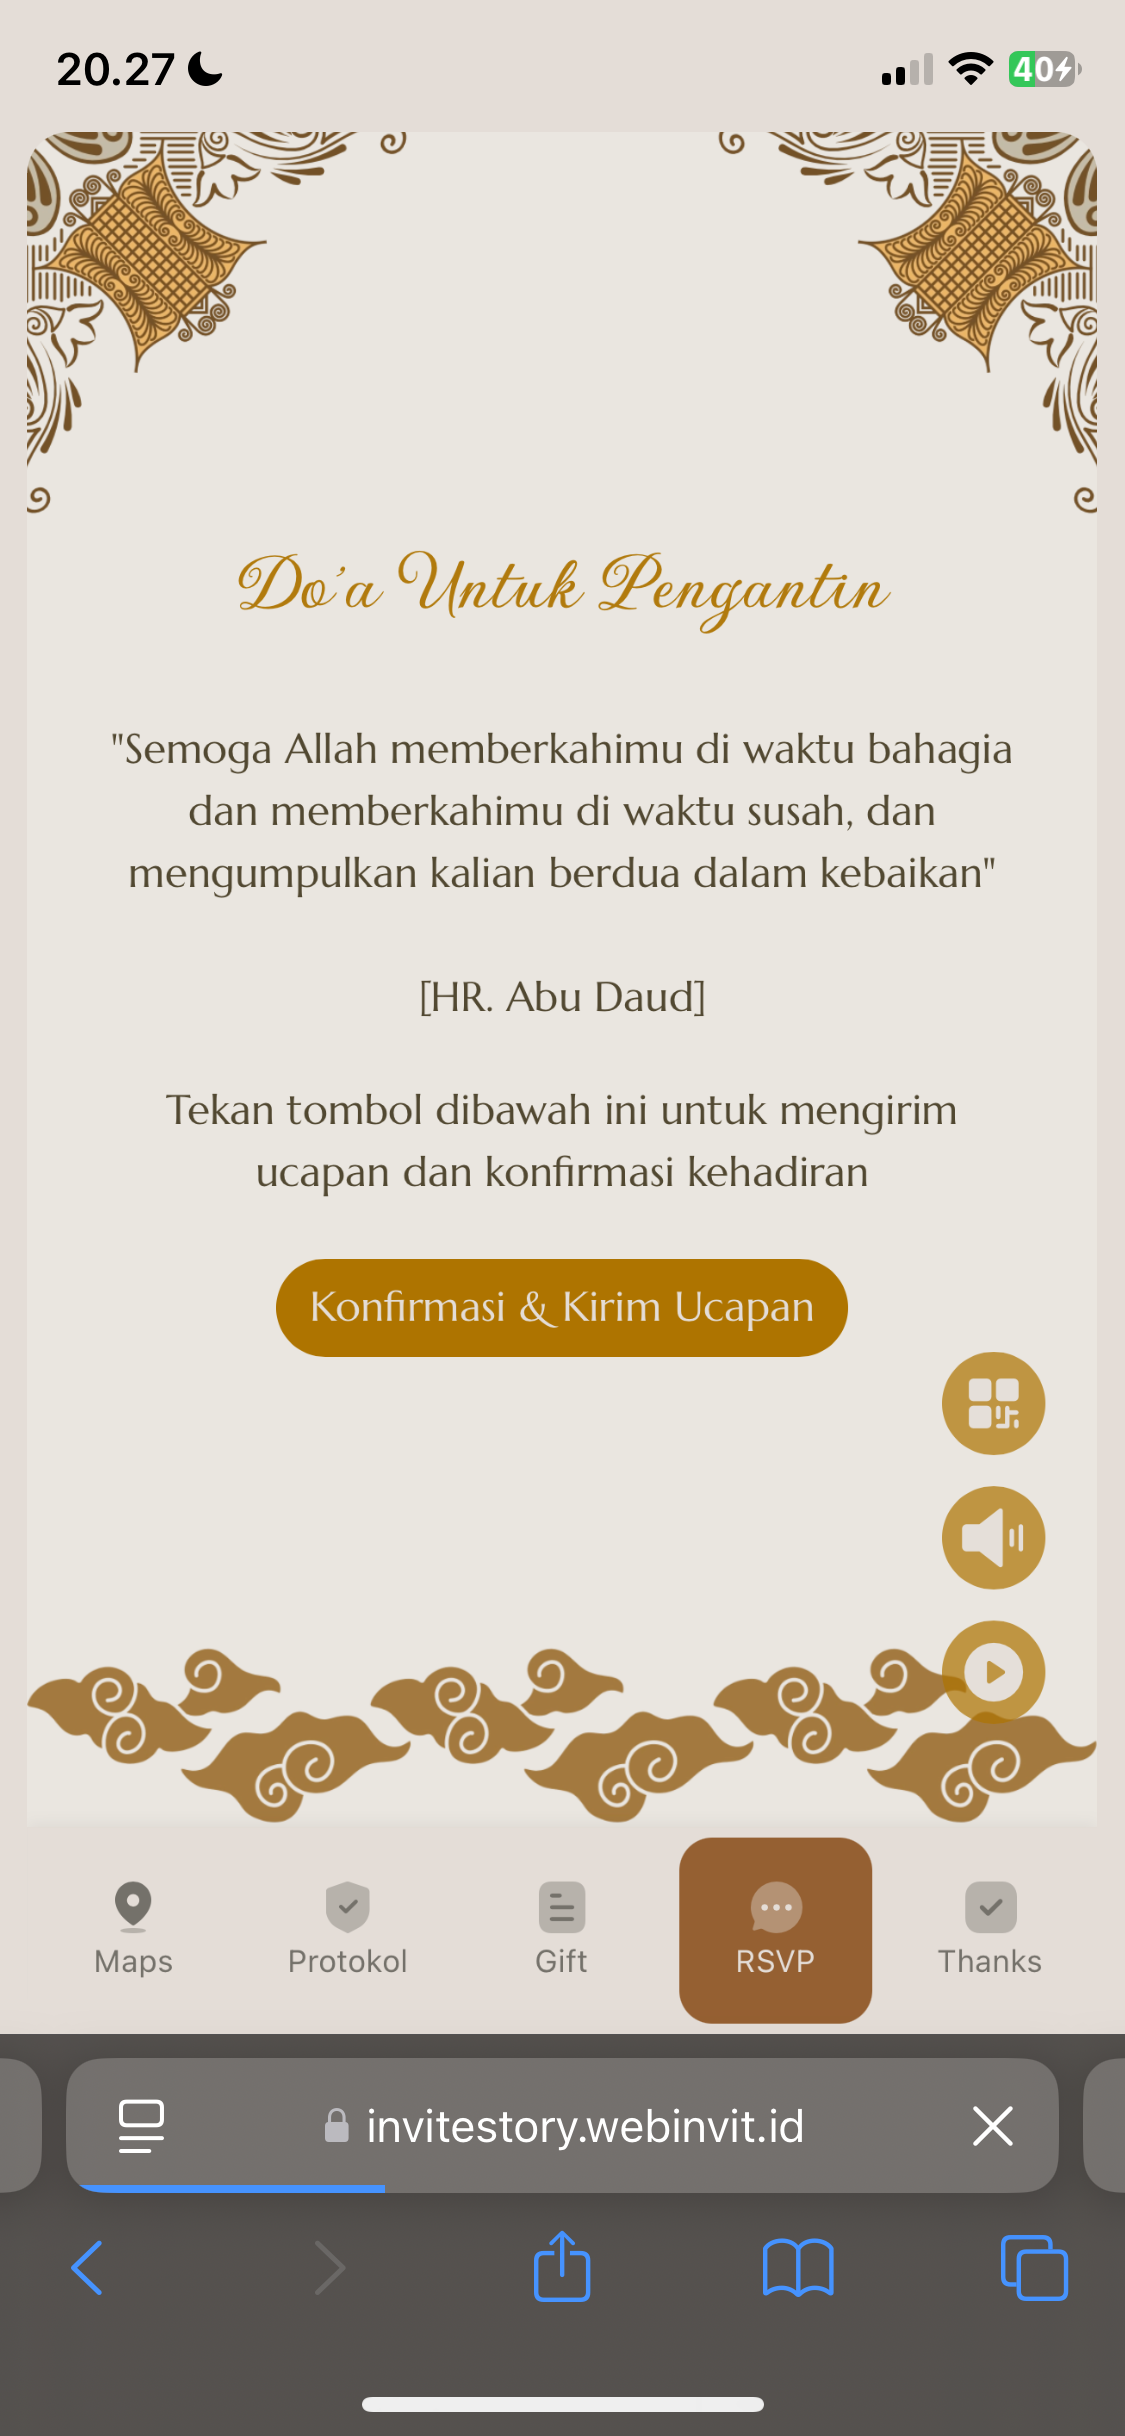 20.27
40
Do'a Untuk Pengantin
"Semoga Allah memberkahimu di waktu bahagia
dan memberkahimu di waktu susah, dan
mengumpulkan kalian berdua dalam kebaikan"
[HR. Abu Daud]
Tekan tombol dibawah ini untuk mengirim
ucapan dan konfirmasi kehadiran
Konfirmasi & Kirim Ucapan
Maps
Protokol
Gift
RSVP
Thanks
invitestory.webinvit.id